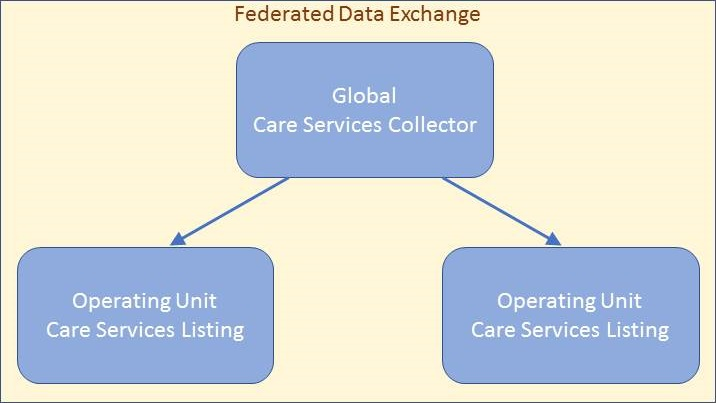 Federated Data Exchange
Global
Care Services Collector
Operating Unit
Care Services Listing
Operating Unit
Care Services Listing